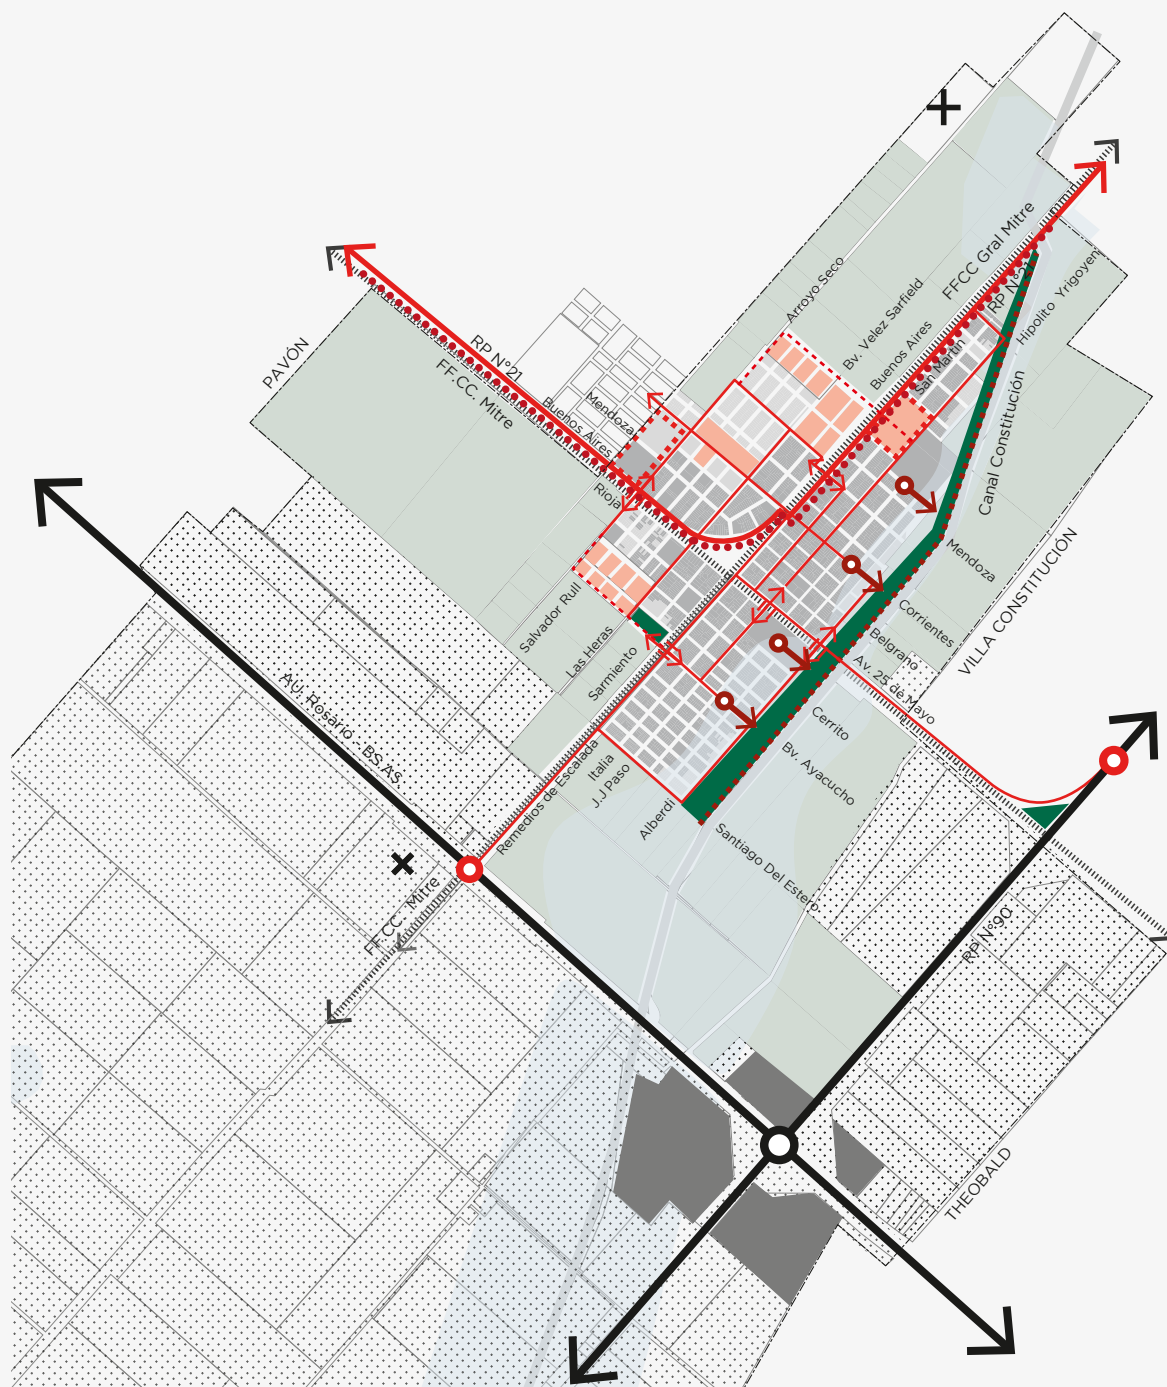 FFCC Gral Mitre
RP N°21
Hipolito Yrigoyen
Arroyo Seco
Bv. Velez Sarfield
Buenos Aires
San Martin
PAVÓN
RP N°21
FF.CC. Mitre
Mendoza
Buenos Aires
Rioja
Canal Constitución
VILLA CONSTITUCIÓN
Mendoza
Corrientes
Belgrano
Av. 25 de Mayo
Cerrito
Bv. Ayacucho
Santiago Del Estero
Salvador Rull
Las Heras
Sarmiento
AU. Rosario - BS.AS
Remedios de Escalada
Italia
J.J Paso
Alberdi
FF.CC. Mitre
RP N°90
THEOBALD